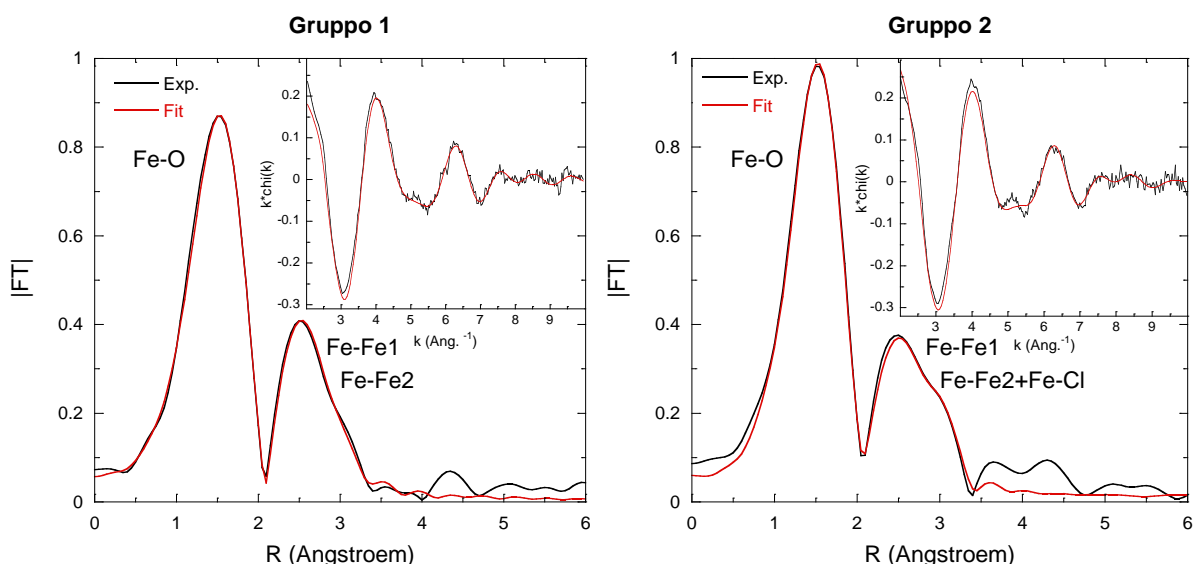 Gruppo 1
1
0.8
0.6
0.4
0.2
0
0 1 2 3 4 5 6
|FT|
R (Angstroem)
Exp.
Fit
Fe-O
Fe-Fe1
Fe-Fe2
0.2
0.1
0
-0.1
-0.2
-0.3
3 4 5 6 7 8 9
k*chi(k)
k (Ang. -1)
Gruppo 2
1
0.8
0.6
0.4
0.2
0
0 1 2 3 4 5 6
|FT|
R (Angstroem)
Exp.
Fit
Fe-O
Fe-Fe1
Fe-Fe2+Fe-Cl
0.2
0.1
0
-0.1
-0.2
-0.3
3 4 5 6 7 8 9
k*chi(k)
k (Ang.-1)